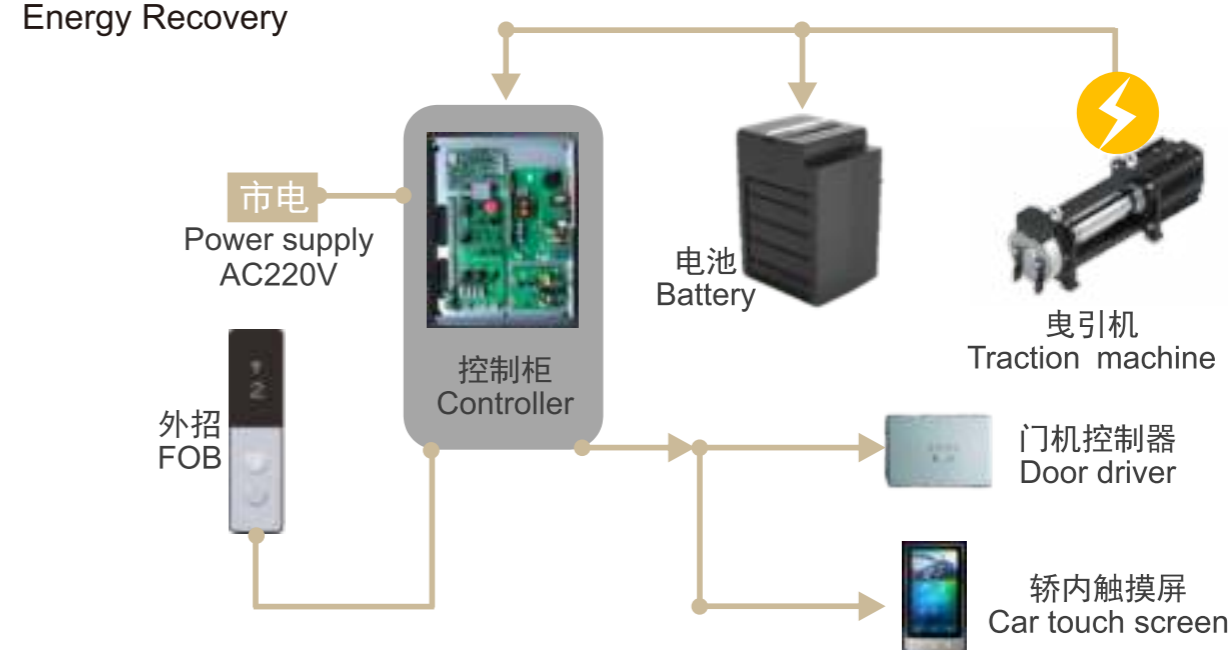 Energy Recovery
市电
Power supply
AC220V
控制柜
Controller
电池
Battery
曳引机
Traction machine
外招
FOB
2
门机控制器
Door driver
轿内触摸屏
Car touch screen